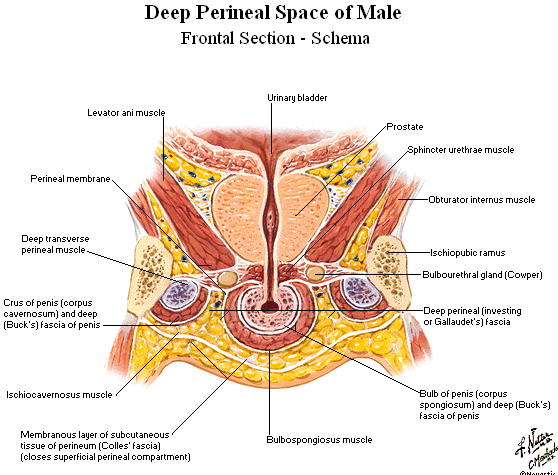 Deep Perineal Space of Male
Frontal Section - Schema
Urinary bladder
Levator ani muscle
Prostate
Sphincter urethrae muscle
Perineal membrane
Obturator internus muscle
Deep transverse
perineal muscle
Ischiopubic ramus
Bulbourethral gland (Cowper)
Crus of penis (corpus
cavernosum) and deep
(Buck's) fascia of penis
Deep perineal (investing
or Gallaudet's) fascia
Ischiocavernosus muscle
Bulb of penis (corpus
spongiosum) and deep (Buck's)
fascia of penis
Membranous layer of subcutaneous
tissue of perineum (Colles' fascia)
(closes superficial perineal compartment)
Bulbospongiosus muscle